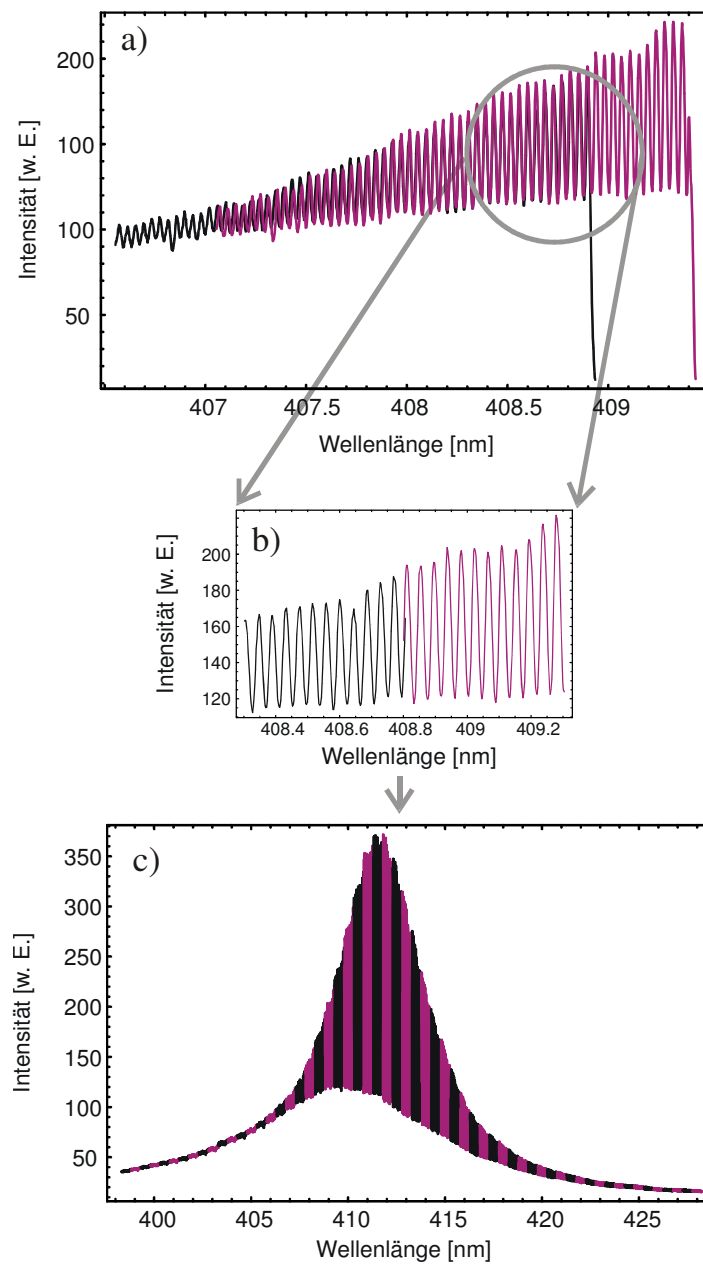 a)
Intensität [w. E.]
200
100
100
50
407 407.5 408 408.5 409
Wellenlänge [nm]
b)
Intensität [w. E.]
200
180
160
140
120
408.4 408.6 408.8 409 409.2
Wellenlänge [nm]
c)
Intensität [w. E.]
350
300
250
200
150
100
50
400 405 410 415 420 425
Wellenlänge [nm]